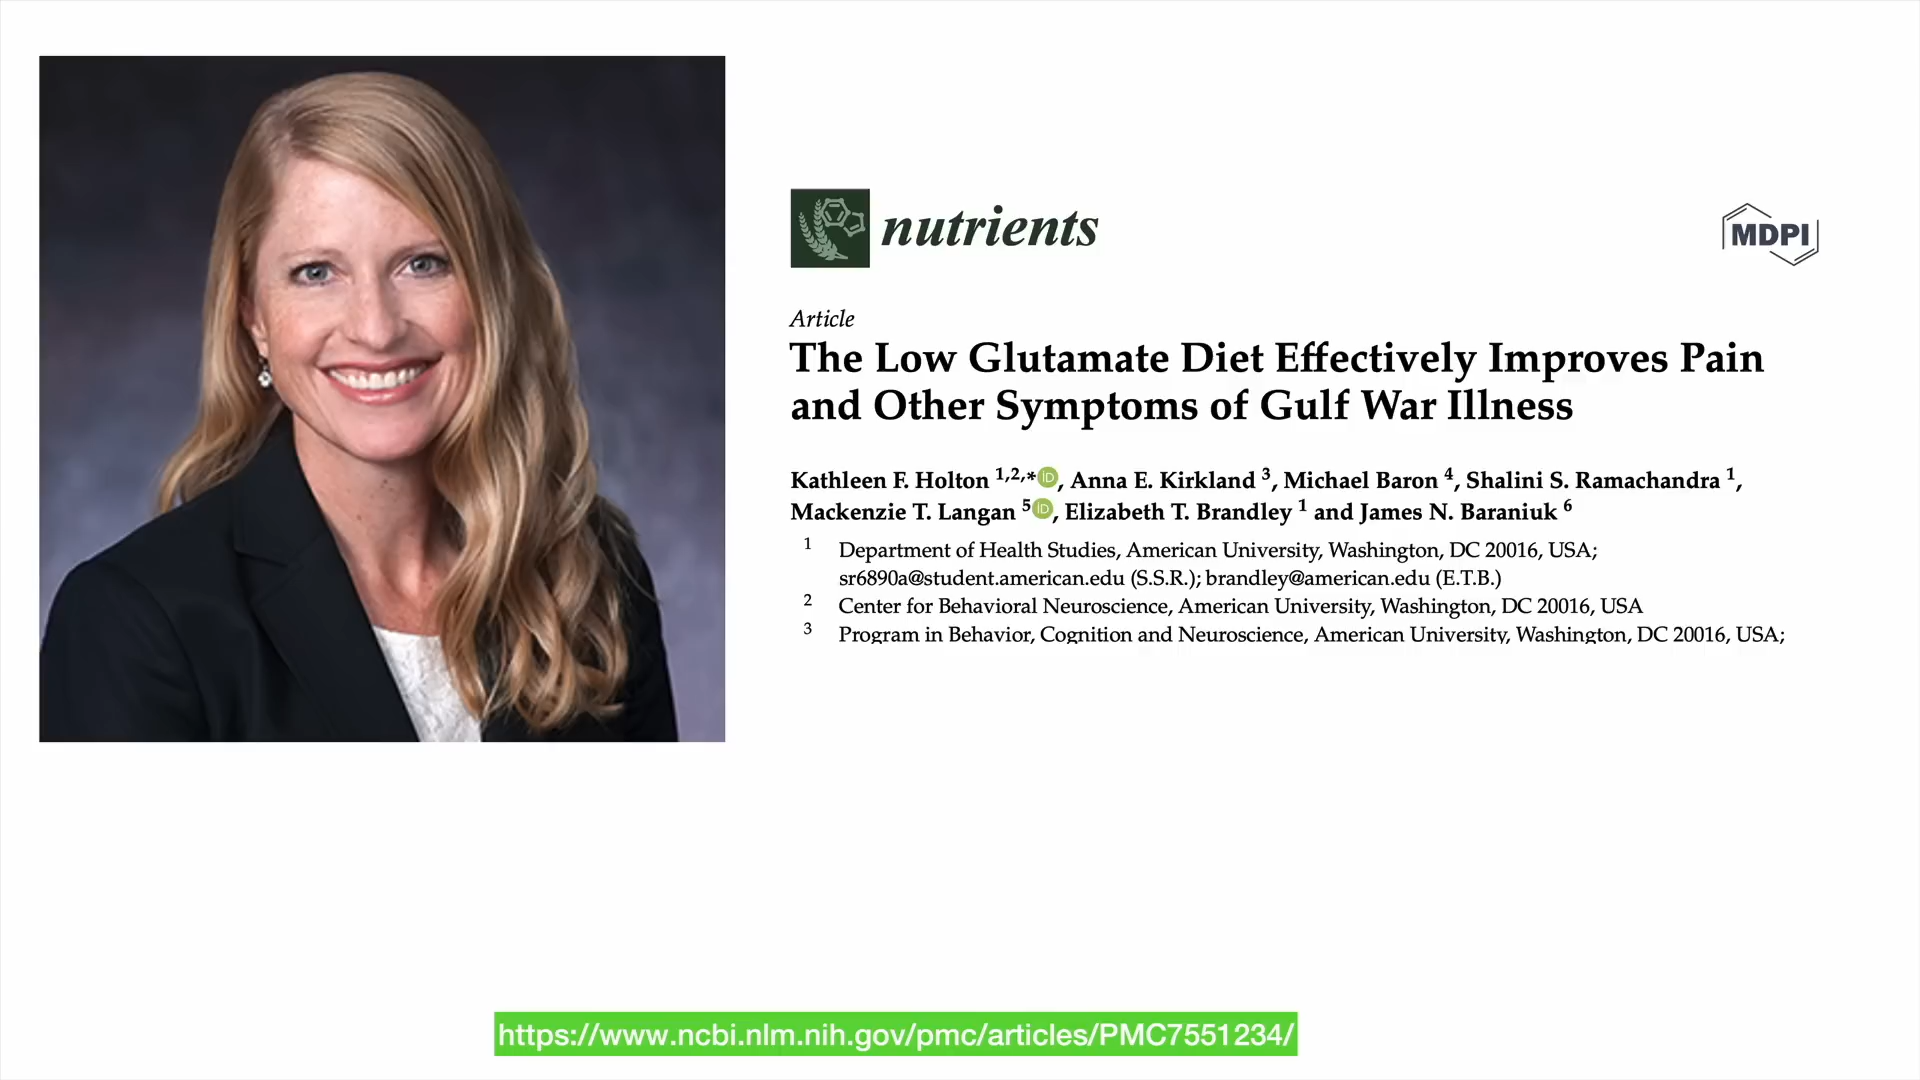 nutrients
MDPI
Article
The Low Glutamate Diet Effectively Improves Pain
and Other Symptoms of Gulf War Illness
Kathleen F. Holton 1,2,* iD, Anna E. Kirkland 3, Michael Baron 4, Shalini S. Ramachandra 1,
Mackenzie T. Langan 5 iD, Elizabeth T. Brandley 1 and James N. Baraniuk 6
1 Department of Health Studies, American University, Washington, DC 20016, USA;
sr6890a@student.american.edu (S.S.R.); brandley@american.edu (E.T.B.)
2 Center for Behavioral Neuroscience, American University, Washington, DC 20016, USA
3 Program in Behavior, Cognition and Neuroscience, American University, Washington, DC 20016, USA;
https://www.ncbi.nlm.nih.gov/pmc/articles/PMC7551234/